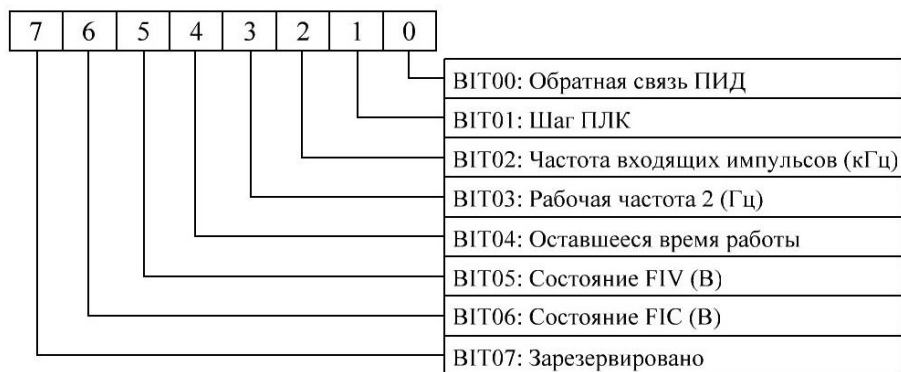 7 6 5 4 3 2 1 0
BIT00: Обратная связь ПИД
BIT01: Шаг ПЛК
BIT02: Частота входящих импульсов (кГц)
BIT03: Рабочая частота 2 (Гц)
BIT04: Оставшееся время работы
BIT05: Состояние FIV (В)
BIT06: Состояние FIC (В)
BIT07: Зарезервировано